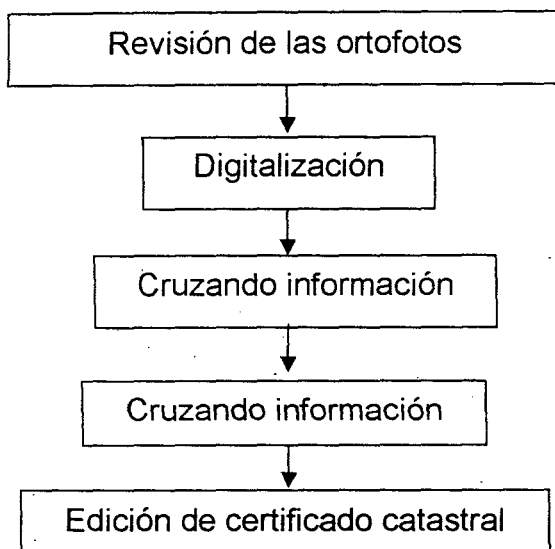 Revisión de las ortofotos
Digitalización
Cruzando información
Cruzando información
Edición de certificado catastral